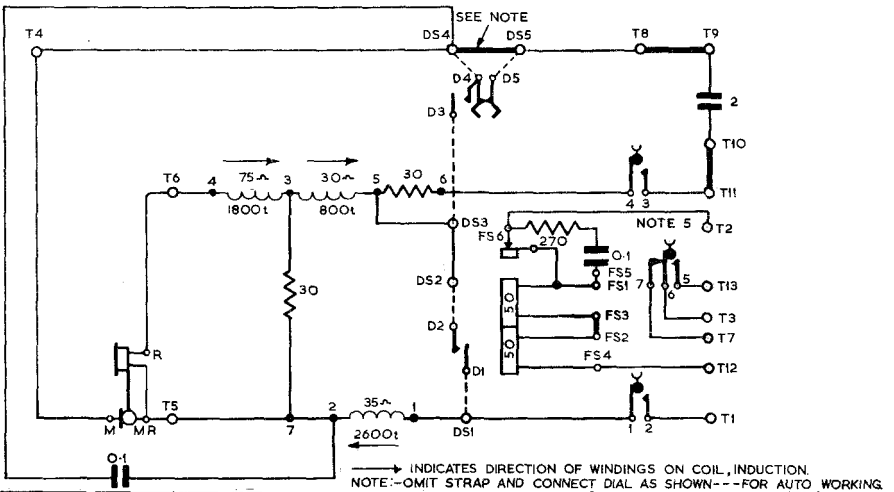 SEE NOTE
T4
DS4
DS5
T8
T9
D4
D5
2
D3
T10
T6
4
75Ω
3
30Ω
5
30
6
1800t
800t
4
3
T11
DS3
FS6
270
NOTE 5
T2
0·1
FS5
FS1
7
6
5
T13
30
DS2
50
FS3
T3
D2
FS2
T7
R
50
D1
FS4
T12
T5
2
35Ω
1
M
MR
7
2600t
DS1
1
2
T1
0·1
INDICATES DIRECTION OF WINDINGS ON COIL, INDUCTION.
NOTE:-OMIT STRAP AND CONNECT DIAL AS SHOWN---FOR AUTO WORKING.